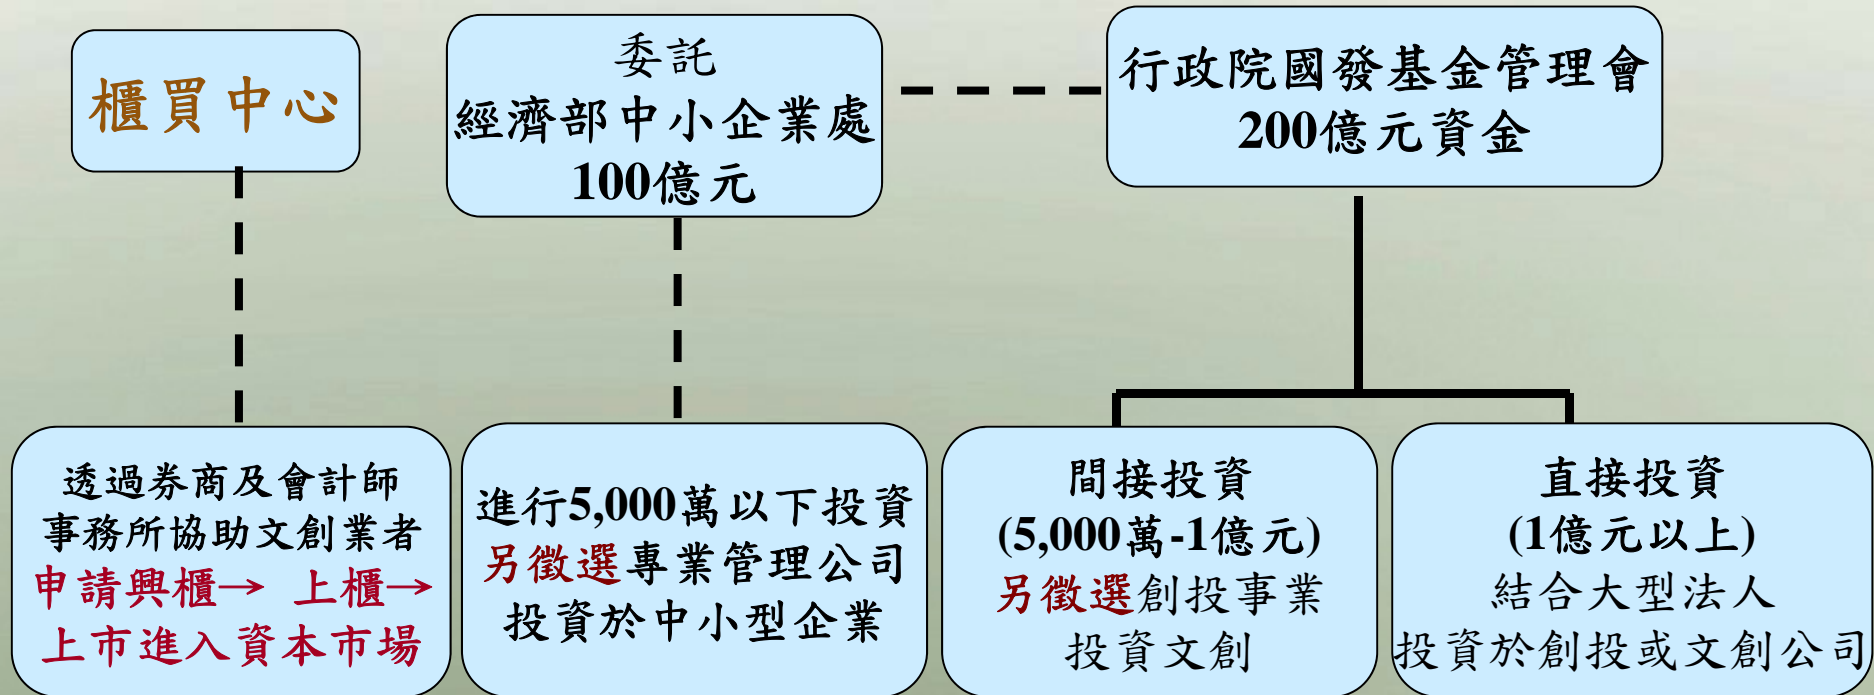 櫃買中心
委託
經濟部中小企業處
100億元
行政院國發基金管理會
200億元資金
透過券商及會計師
事務所協助文創業者
申請興櫃→ 上櫃→
上市進入資本市場
進行5,000萬以下投資
另徵選專業管理公司
投資於中小型企業
間接投資
(5,000萬-1億元)
另徵選創投事業
投資文創
直接投資
(1億元以上)
結合大型法人
投資於創投或文創公司